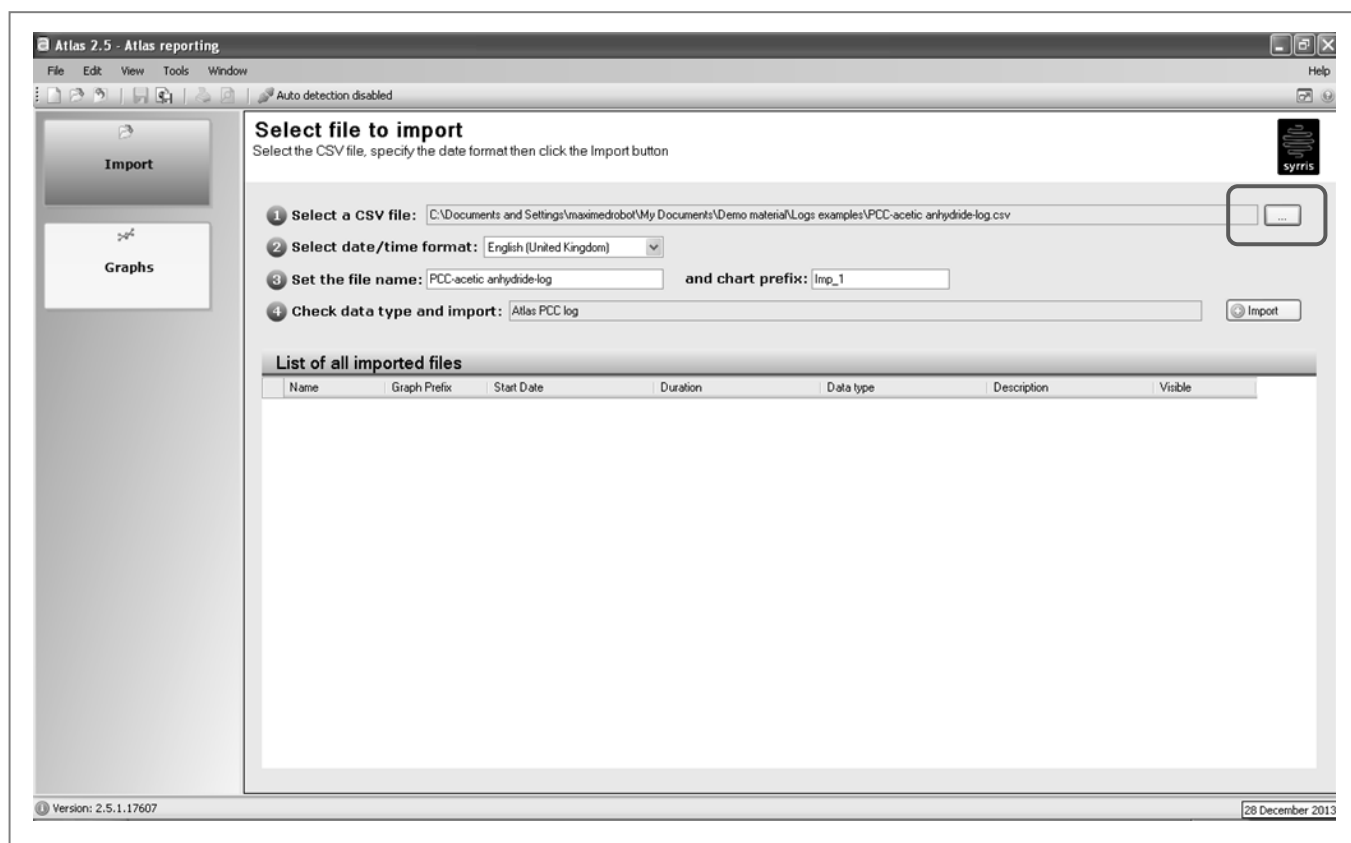 Atlas 2.5 - Atlas reporting
File Edit View Tools Window Help
Auto detection disabled
Import
Graphs
Select file to import
Select the CSV file, specify the date format then click the Import button
syrris
1 Select a CSV file: C:\Documents and Settings\maximedrobot\My Documents\Demo material\Logs examples\PCC-acetic anhydride-log.csv ...
2 Select date/time format: English (United Kingdom)
3 Set the file name: PCC-acetic anhydride-log and chart prefix: Imp_1
4 Check data type and import: Atlas PCC log Import
List of all imported files
Name Graph Prefix Start Date Duration Data type Description Visible
Version: 2.5.1.17607 28 December 2013